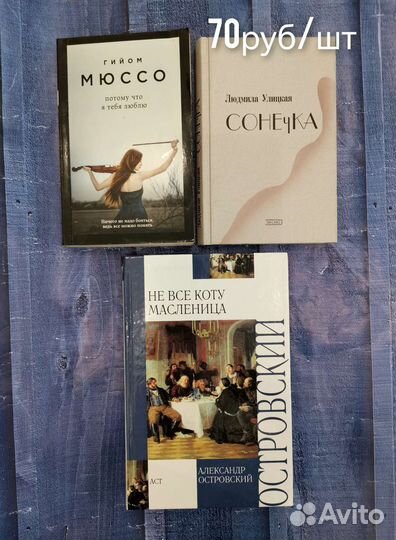 70руб/шт
ГИЙОМ
МЮССО
потому что
я тебя люблю
Ничего не надо бояться,
ведь все можно понять
Людмила Улицкая
СОНЕЧКА
НЕ ВСЕ КОТУ
МАСЛЕНИЦА
ОСТРОВСКИЙ
АСТ
АЛЕКСАНДР
ОСТРОВСКИЙ
Avito